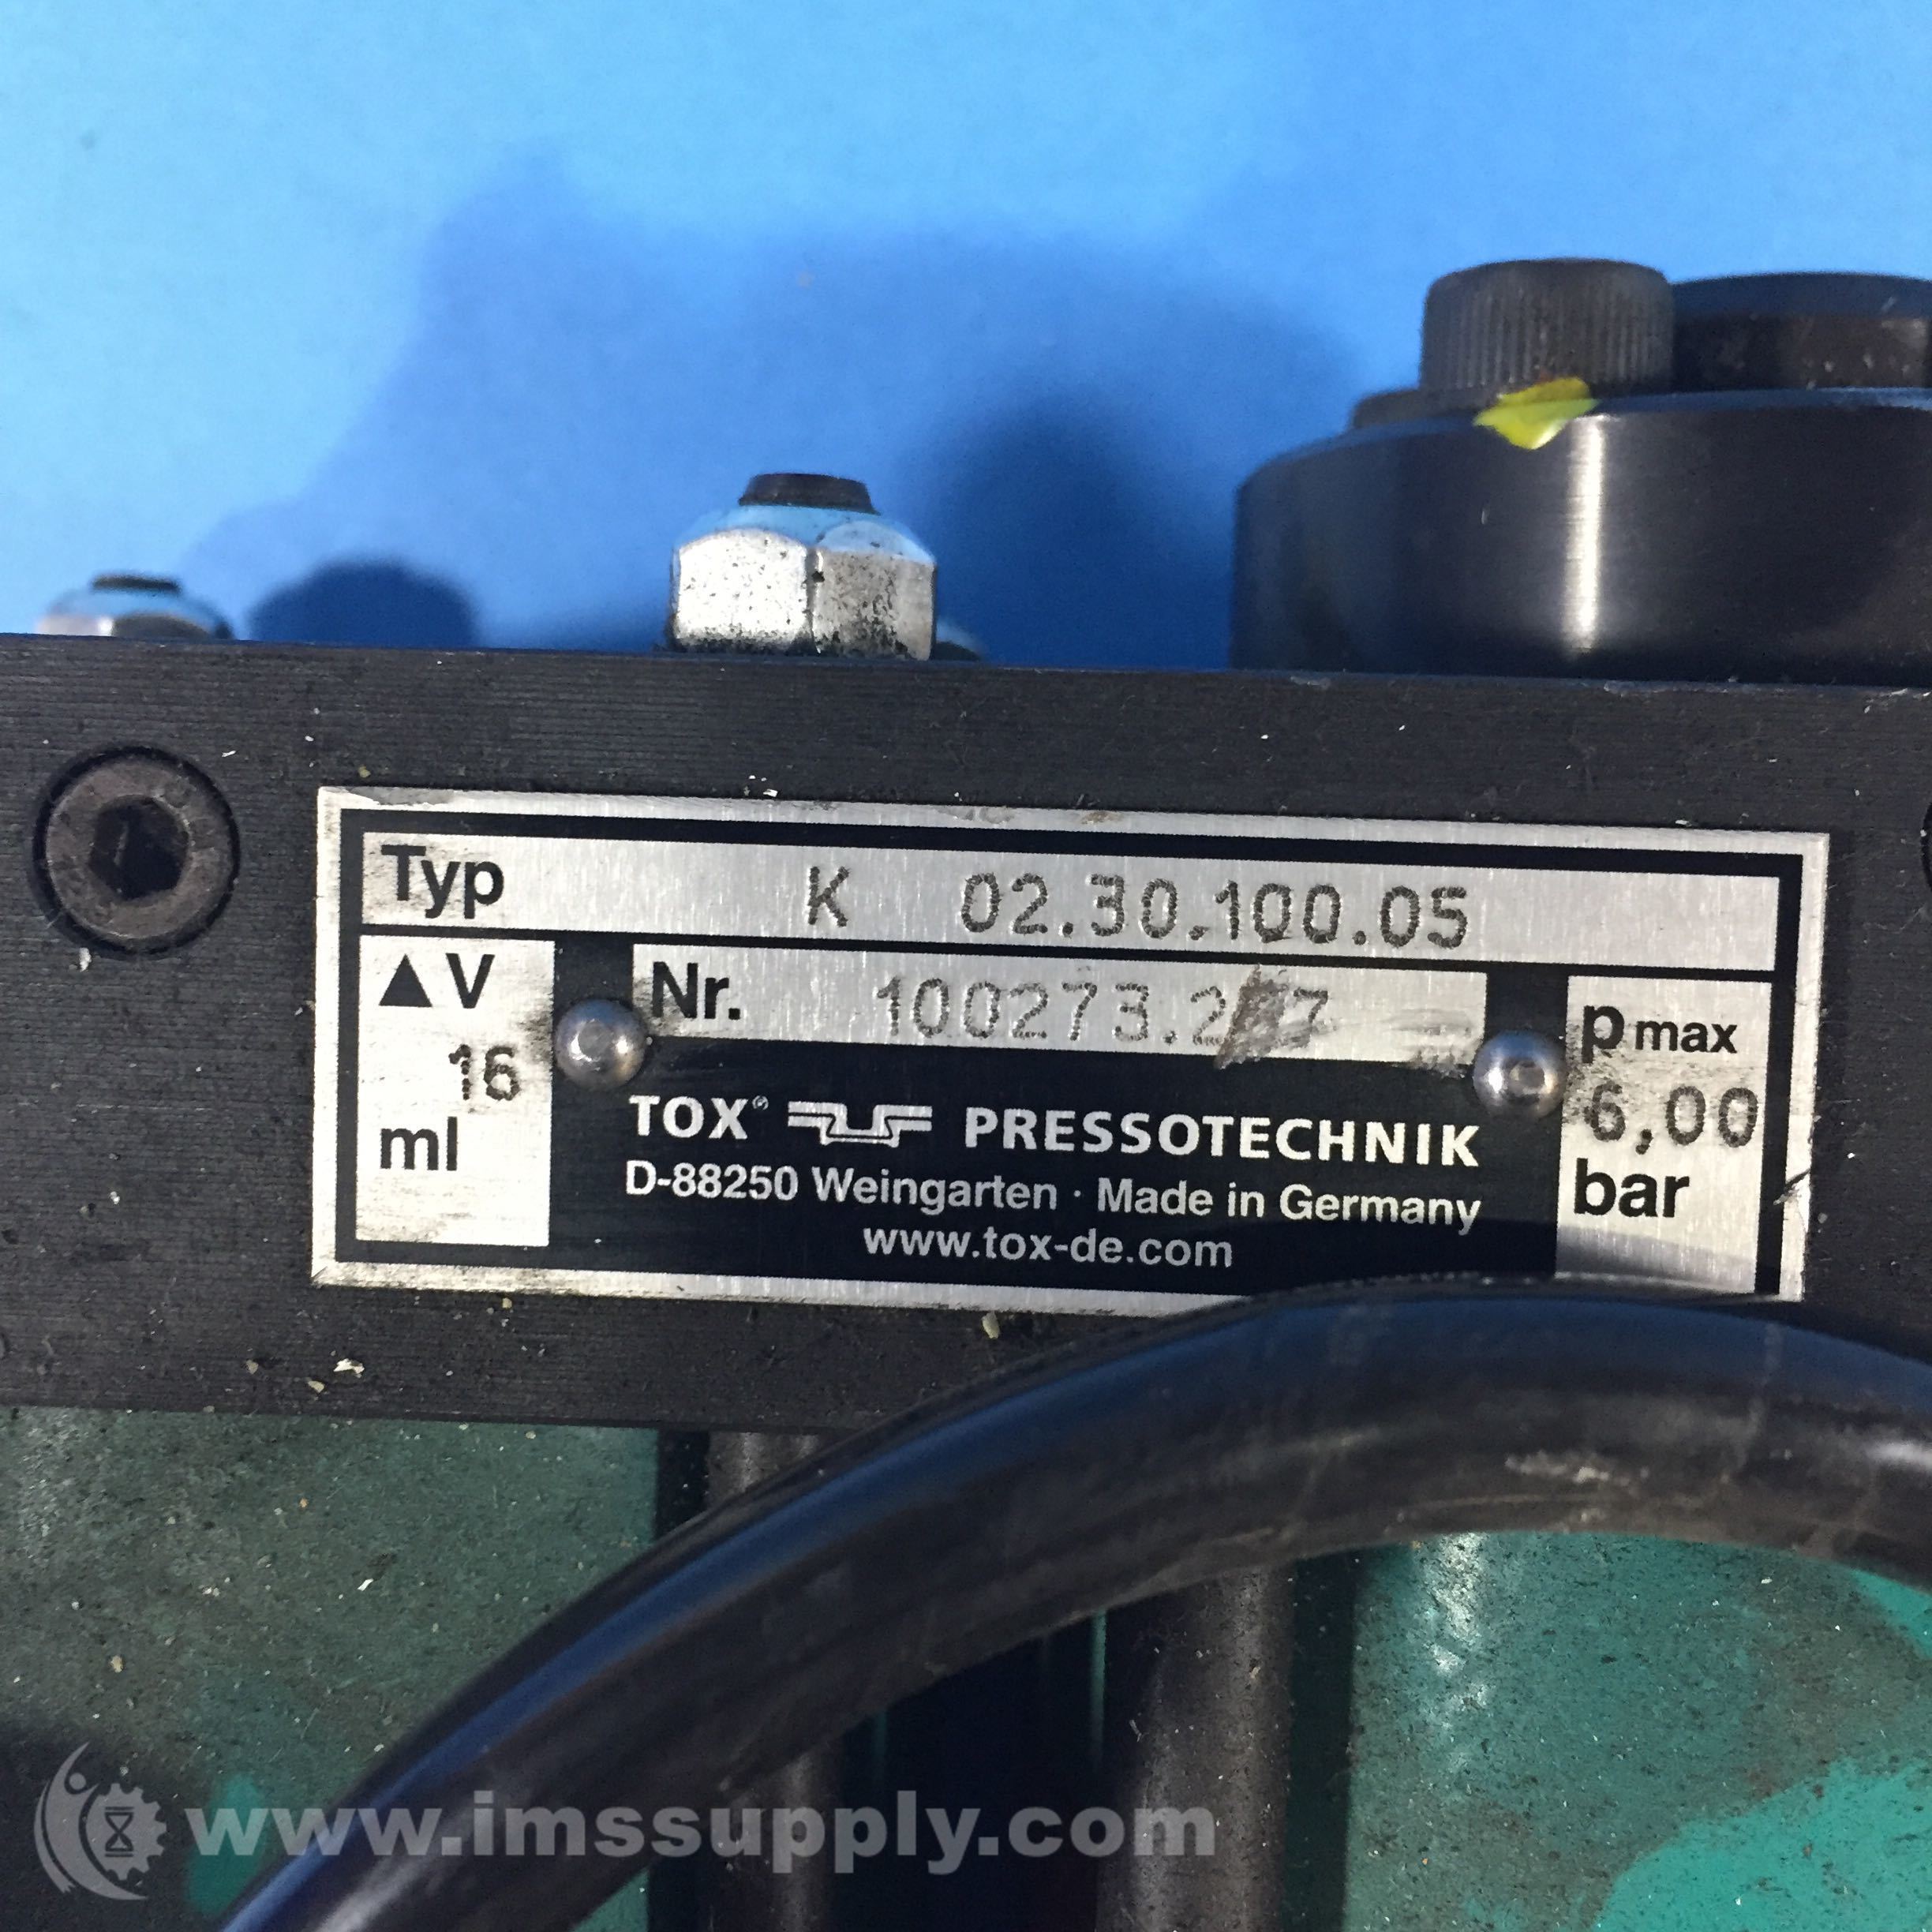 Typ K 02.30.100.05
▲V 16 ml
Nr.
pmax 6,00 bar
TOX® PRESSOTECHNIK
D-88250 Weingarten · Made in Germany
www.tox-de.com
www.imssupply.com